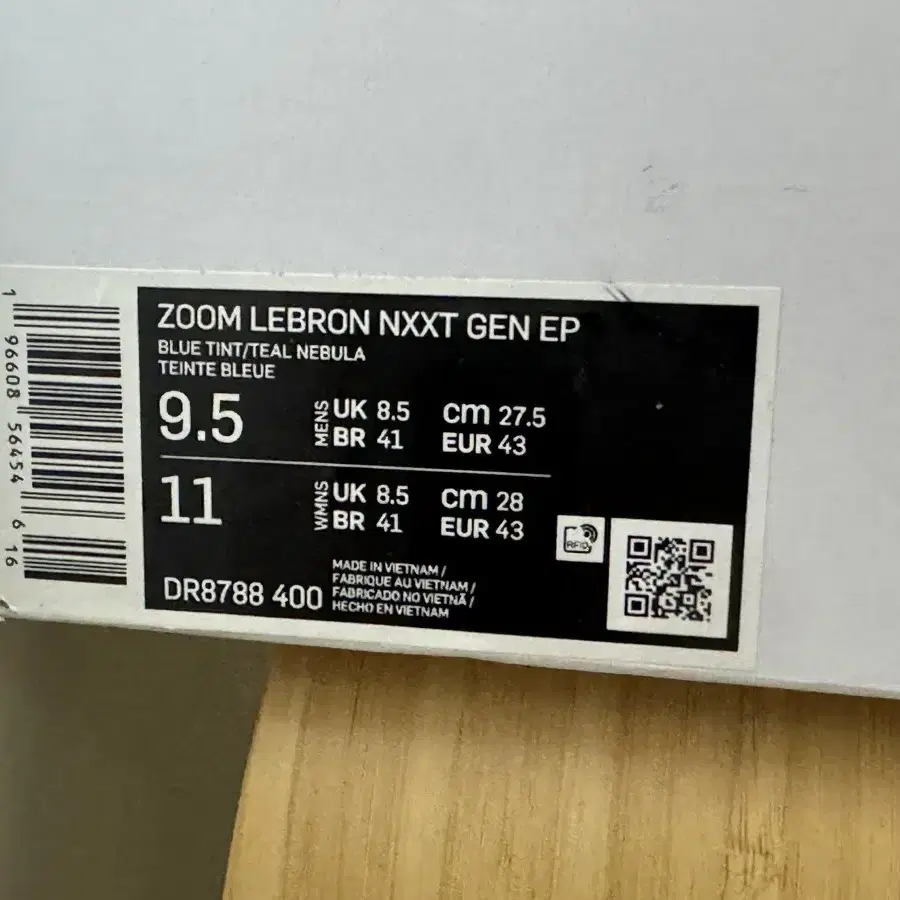 ZOOM LEBRON NXXT GEN EP
BLUE TINT/TEAL NEBULA
TEINTE BLEUE
9.5 MENS UK 8.5 cm 27.5
BR 41 EUR 43
11 WMNS UK 8.5 cm 28
BR 41 EUR 43
RFID
DR8788 400
MADE IN VIETNAM /
FABRIQUE AU VIETNAM /
FABRICADO NO VIETNÃ /
HECHO EN VIETNAM
1 96608 56454 6 16